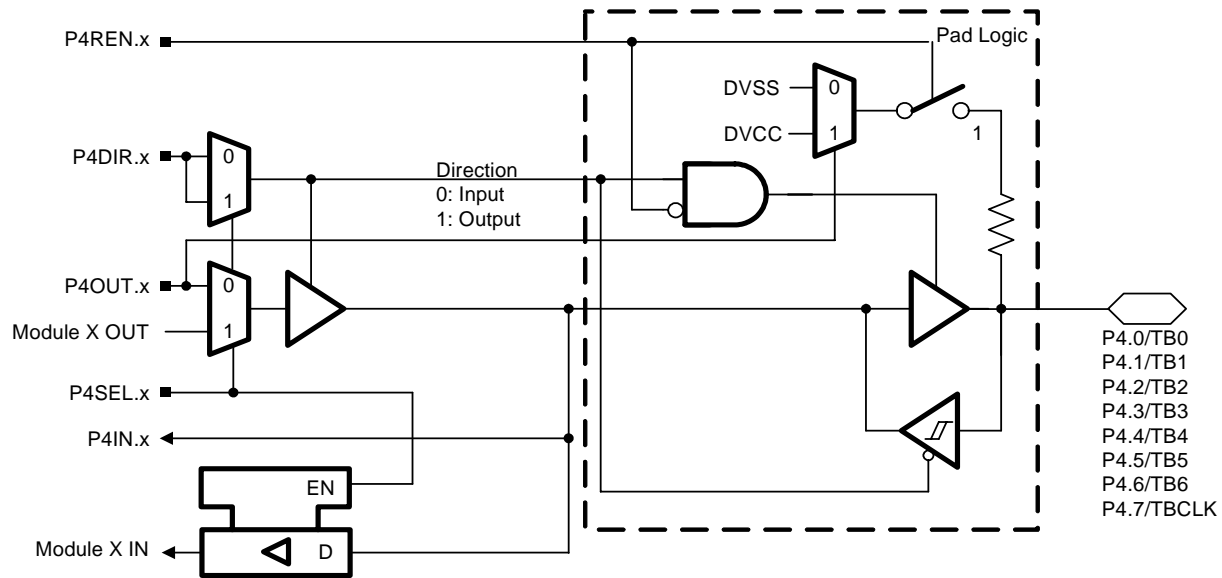 P4REN.x
Pad Logic
DVSS
0
DVCC
1
1
P4DIR.x
0
1
Direction
0: Input
1: Output
P4OUT.x
0
Module X OUT
1
P4SEL.x
P4IN.x
EN
Module X IN
D
P4.0/TB0
P4.1/TB1
P4.2/TB2
P4.3/TB3
P4.4/TB4
P4.5/TB5
P4.6/TB6
P4.7/TBCLK